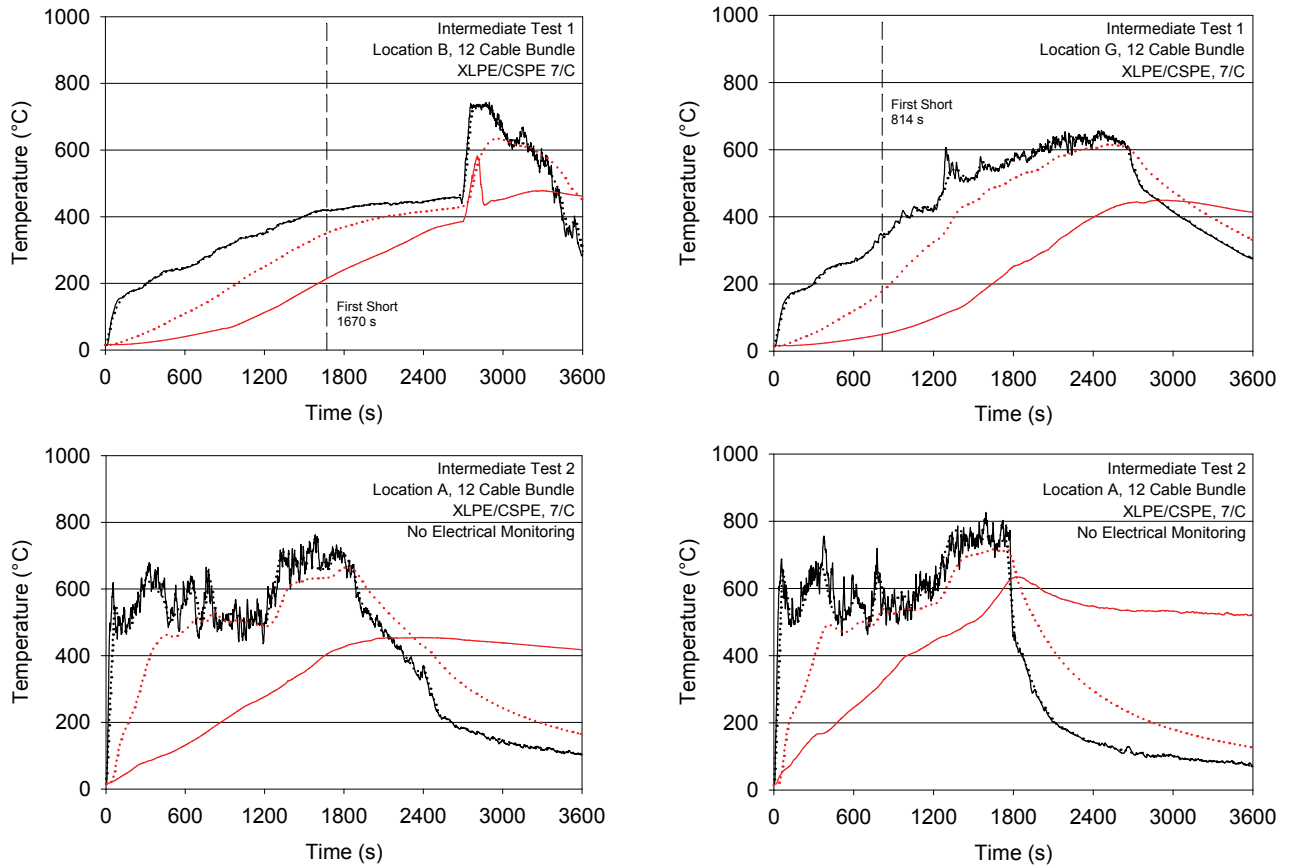 1000
800
600
400
200
0
Temperature (°C)
Intermediate Test 1
Location B, 12 Cable Bundle
XLPE/CSPE 7/C
First Short
1670 s
0 600 1200 1800 2400 3000 3600
Time (s)
1000
800
600
400
200
0
Temperature (°C)
Intermediate Test 1
Location G, 12 Cable Bundle
XLPE/CSPE, 7/C
First Short
814 s
0 600 1200 1800 2400 3000 3600
Time (s)
1000
800
600
400
200
0
Temperature (°C)
Intermediate Test 2
Location A, 12 Cable Bundle
XLPE/CSPE, 7/C
No Electrical Monitoring
0 600 1200 1800 2400 3000 3600
Time (s)
1000
800
600
400
200
0
Temperature (°C)
Intermediate Test 2
Location A, 12 Cable Bundle
XLPE/CSPE, 7/C
No Electrical Monitoring
0 600 1200 1800 2400 3000 3600
Time (s)